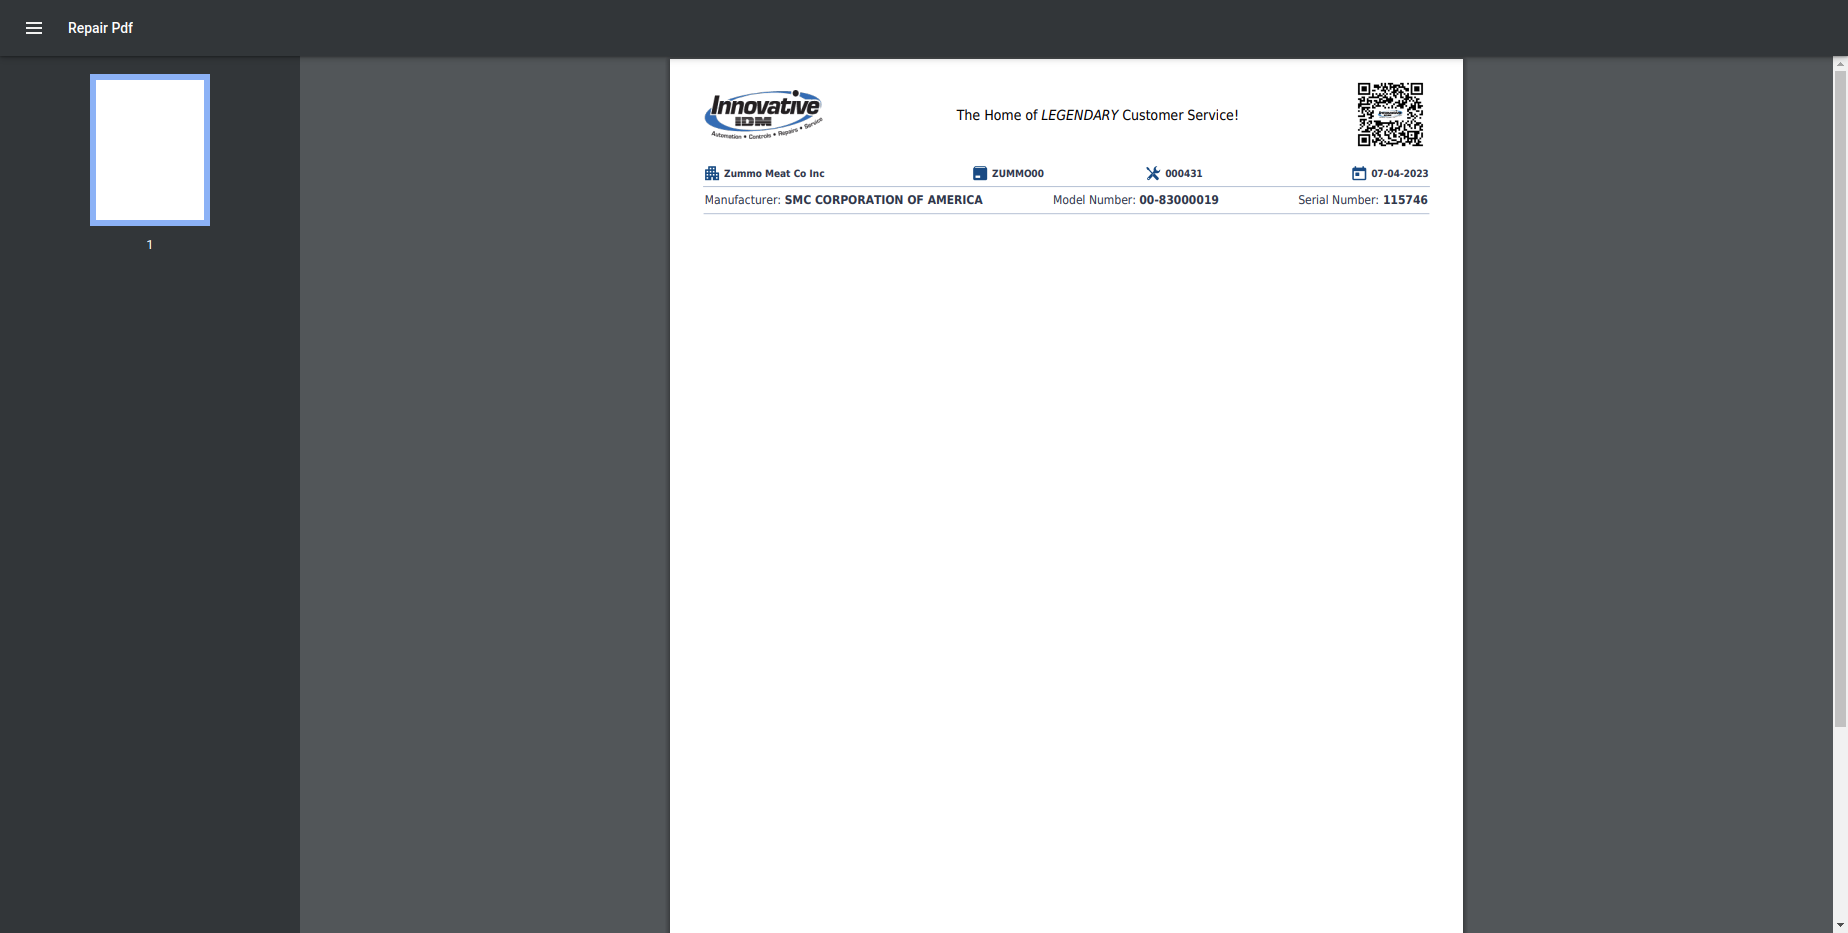 Repair Pdf
1
Innovative
IDM
Automation • Controls • Repairs • Service
The Home of LEGENDARY Customer Service!
Zummo Meat Co Inc ZUMMO00 000431 07-04-2023
Manufacturer: SMC CORPORATION OF AMERICA Model Number: 00-83000019 Serial Number: 115746